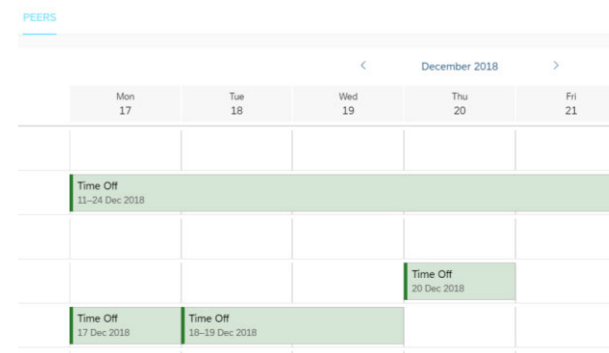 PEERS
December 2018
Mon Tue Wed Thu Fri
17 18 19 20 21
Time Off
11–24 Dec 2018
Time Off
20 Dec 2018
Time Off Time Off
17 Dec 2018 18–19 Dec 2018